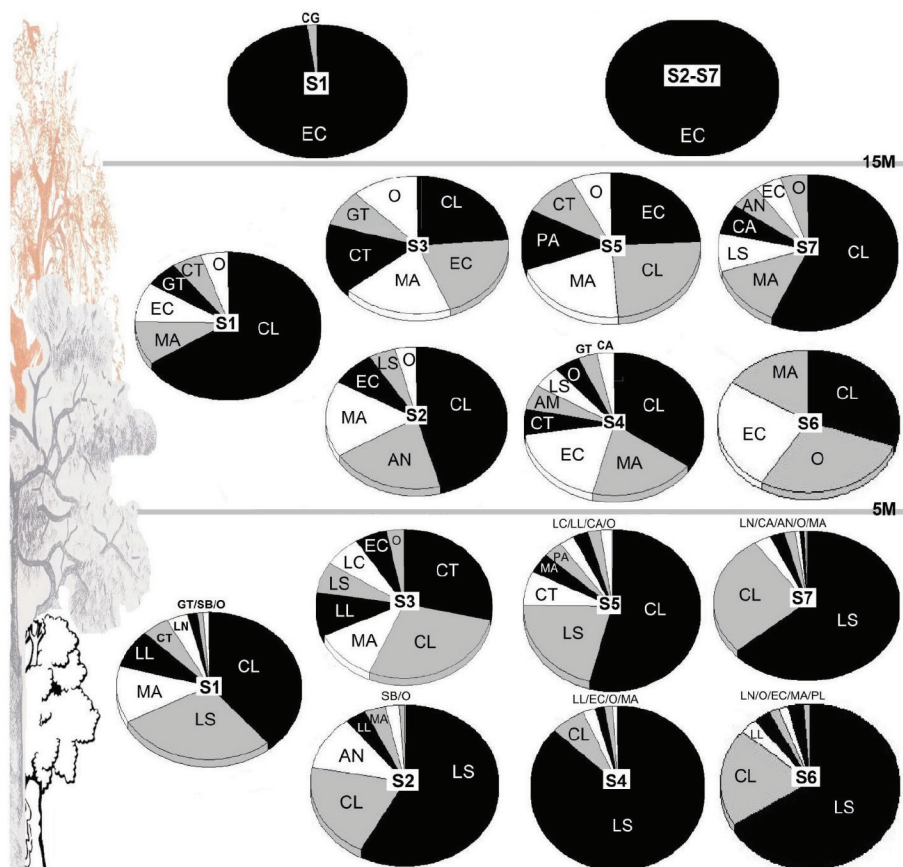 CG
S1
EC
S2-S7
EC
15M
O
CL
GT
CT
S3
EC
MA
O
CT
EC
PA
S5
CL
MA
O
EC
AN
CA
S7
CL
LS
MA
O
CT
GT
EC
S1
CL
MA
O
LS
EC
MA
S2
CL
AN
GT CA
O
LS
AM
CT
S4
CL
EC
MA
MA
CL
S6
EC
O
5M
O
EC
LC
LS
S3
CT
LL
MA
CL
LC/LL/CA/O
PA
MA
CT
S5
CL
LS
LN/CA/AN/O/MA
CL
S7
LS
GT/SB/O
LN
CT
LL
CL
MA
S1
LS
SB/O
MA
LL
AN
LS
S2
CL
LL/EC/O/MA
CL
S4
LS
LN/O/EC/MA/PL
LL
CL
S6
LS